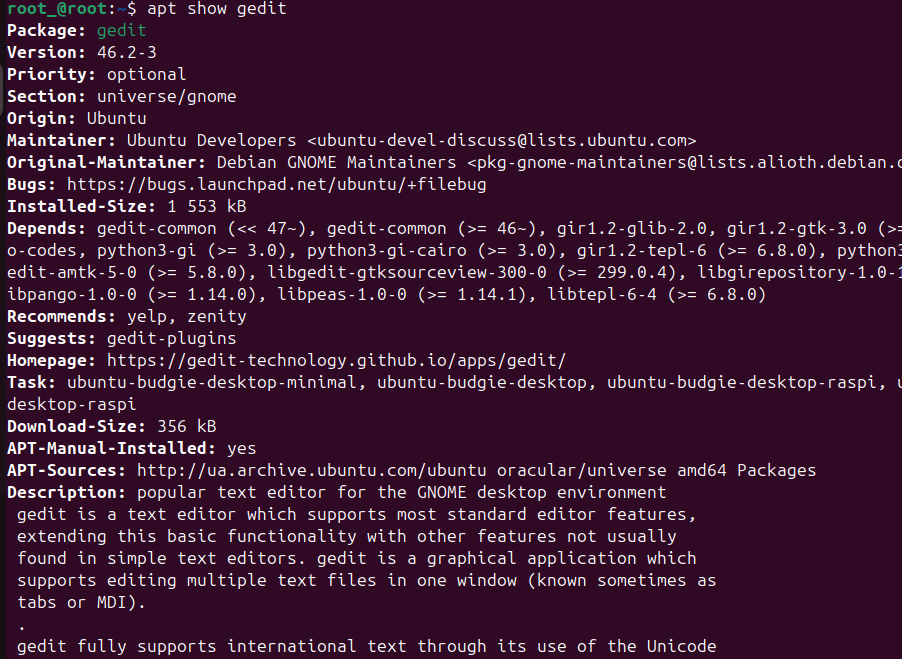 root_@root:~$ apt show gedit
Package: gedit
Version: 46.2-3
Priority: optional
Section: universe/gnome
Origin: Ubuntu
Maintainer: Ubuntu Developers <ubuntu-devel-discuss@lists.ubuntu.com>
Original-Maintainer: Debian GNOME Maintainers <pkg-gnome-maintainers@lists.alioth.debian.
Bugs: https://bugs.launchpad.net/ubuntu/+filebug
Installed-Size: 1 553 kB
Depends: gedit-common (<< 47~), gedit-common (>= 46~), gir1.2-glib-2.0, gir1.2-gtk-3.0 (>=
o-codes, python3-gi (>= 3.0), python3-gi-cairo (>= 3.0), gir1.2-tepl-6 (>= 6.8.0), python3
edit-amtk-5-0 (>= 5.8.0), libgedit-gtksourceview-300-0 (>= 299.0.4), libgirepository-1.0-1
ibpango-1.0-0 (>= 1.14.0), libpeas-1.0-0 (>= 1.14.1), libtepl-6-4 (>= 6.8.0)
Recommends: yelp, zenity
Suggests: gedit-plugins
Homepage: https://gedit-technology.github.io/apps/gedit/
Task: ubuntu-budgie-desktop-minimal, ubuntu-budgie-desktop, ubuntu-budgie-desktop-raspi,
desktop-raspi
Download-Size: 356 kB
APT-Manual-Installed: yes
APT-Sources: http://ua.archive.ubuntu.com/ubuntu oracular/universe amd64 Packages
Description: popular text editor for the GNOME desktop environment
gedit is a text editor which supports most standard editor features,
extending this basic functionality with other features not usually
found in simple text editors. gedit is a graphical application which
supports editing multiple text files in one window (known sometimes as
tabs or MDI).
.
gedit fully supports international text through its use of the Unicode